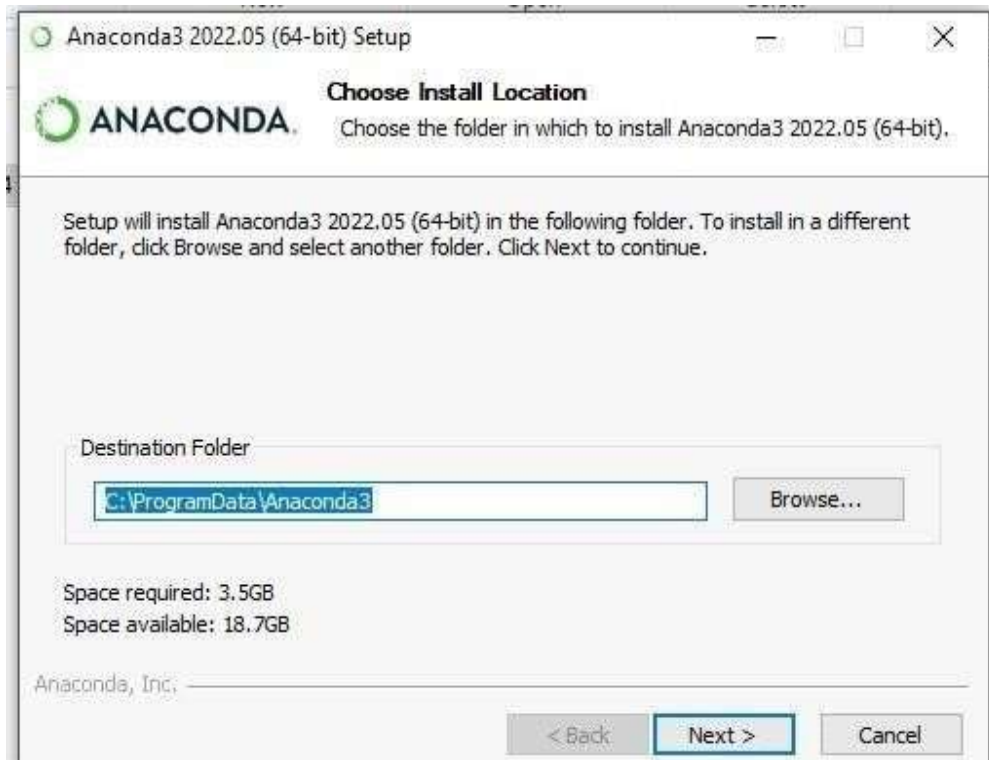 Anaconda3 2022.05 (64-bit) Setup
ANACONDA.
Choose Install Location
Choose the folder in which to install Anaconda3 2022.05 (64-bit).
Setup will install Anaconda3 2022.05 (64-bit) in the following folder. To install in a different
folder, click Browse and select another folder. Click Next to continue.
Destination Folder
C:\ProgramData\Anaconda3
Browse...
Space required: 3.5GB
Space available: 18.7GB
Anaconda, Inc.
< Back
Next >
Cancel